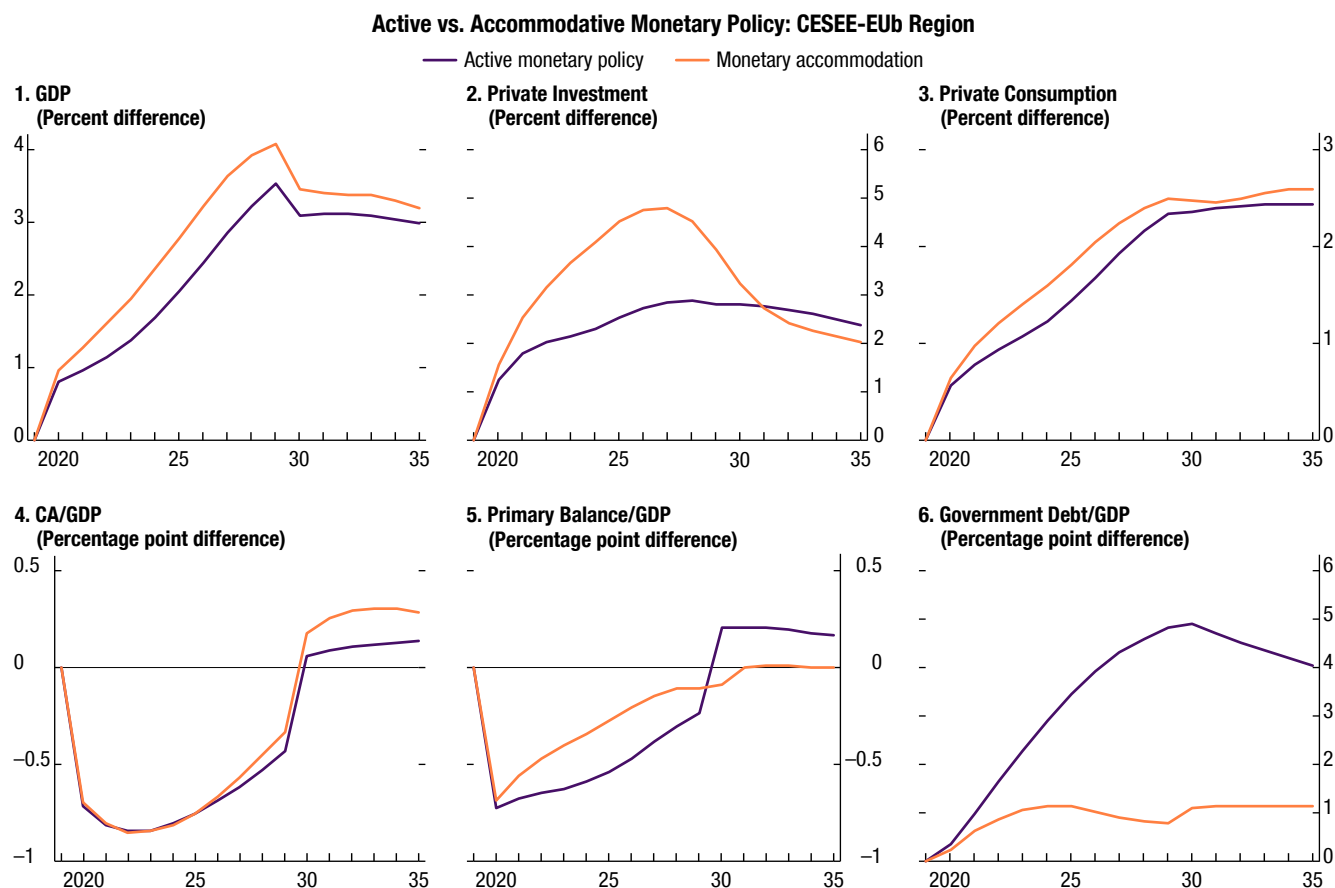 Active vs. Accommodative Monetary Policy: CESEE-EUb Region
Active monetary policy
Monetary accommodation
1. GDP
(Percent difference)
4
3
2
1
0
2020 25 30 35
2. Private Investment
(Percent difference)
6
5
4
3
2
1
0
2020 25 30 35
3. Private Consumption
(Percent difference)
3
2
1
0
2020 25 30 35
4. CA/GDP
(Percentage point difference)
0.5
0
–0.5
–1
2020 25 30 35
5. Primary Balance/GDP
(Percentage point difference)
0.5
0
–0.5
–1
2020 25 30 35
6. Government Debt/GDP
(Percentage point difference)
6
5
4
3
2
1
0
2020 25 30 35